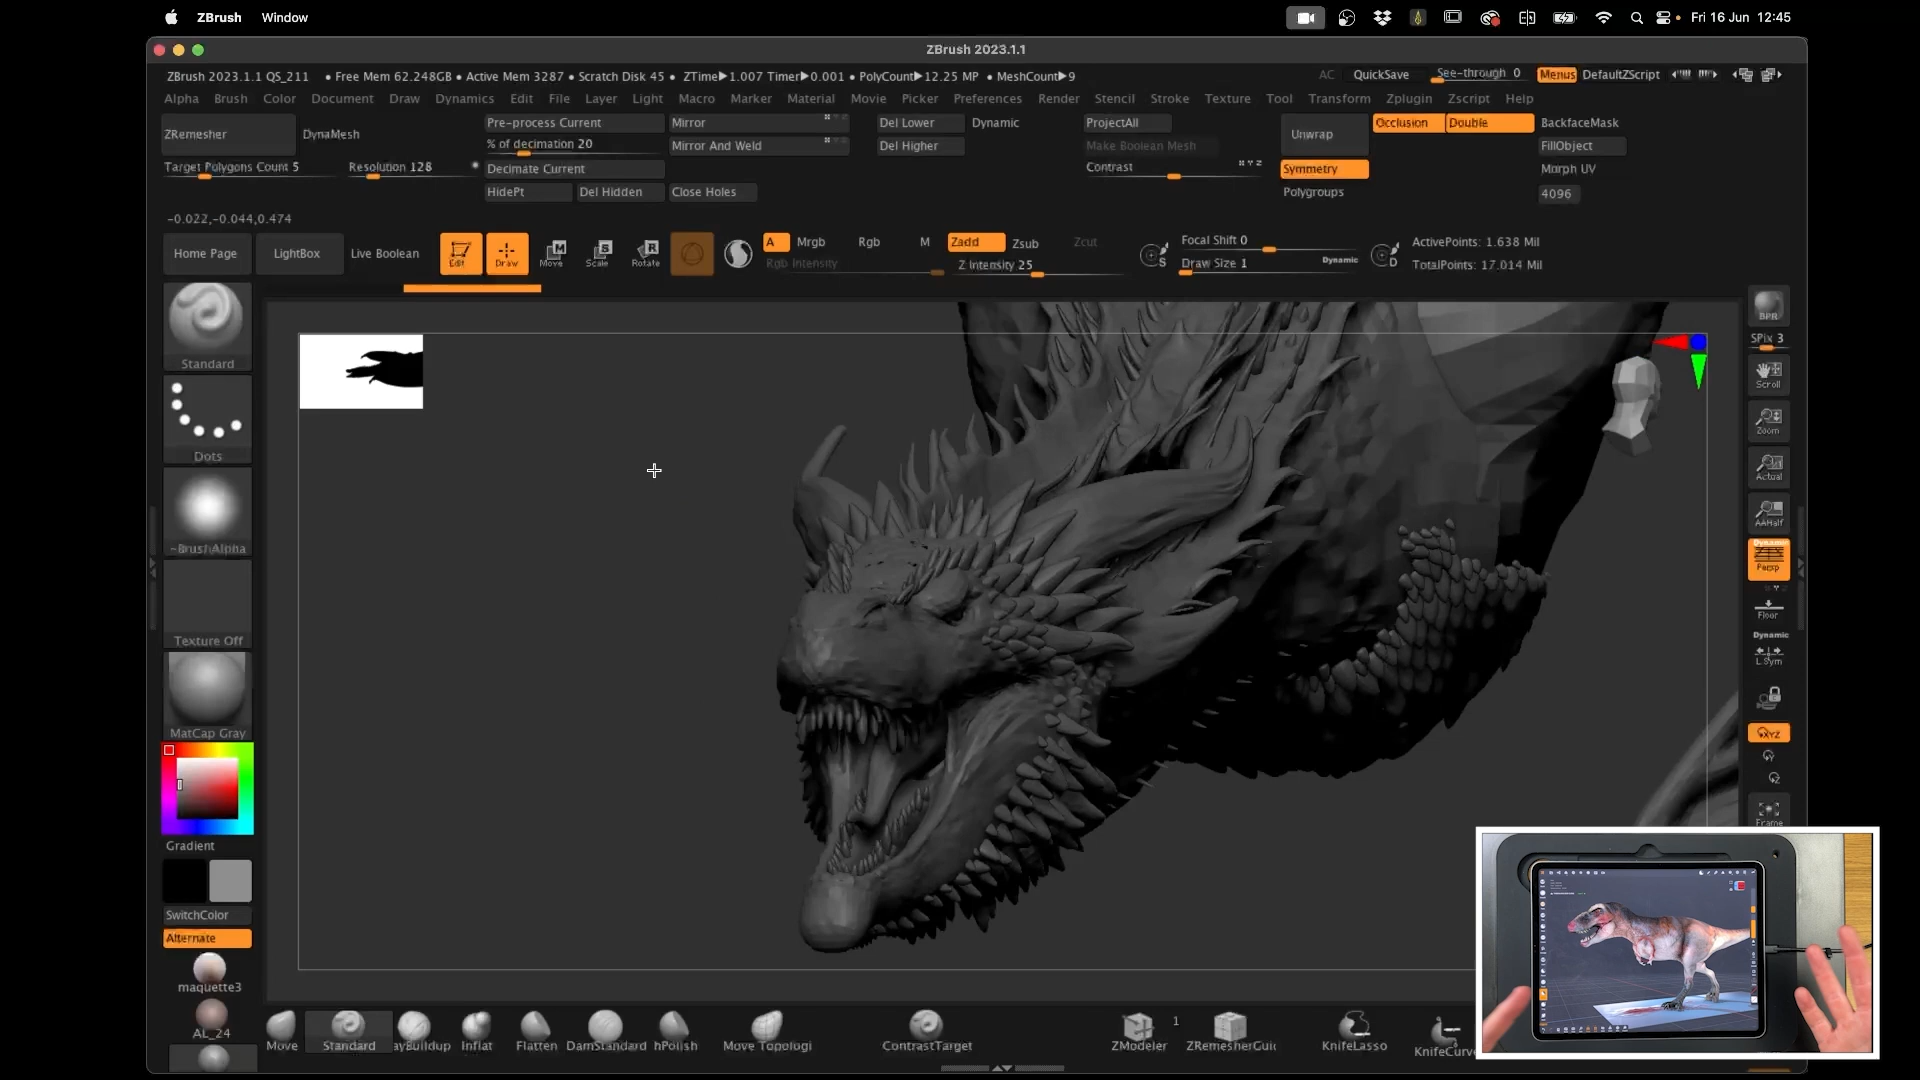 ZBrush Window Fri 16 Jun 12:45
ZBrush 2023.1.1
ZBrush 2023.1.1 QS_211 • Free Mem 62.248GB • Active Mem 3287 • Scratch Disk 45 • ZTime▶1.007 Timer▶0.001 • PolyCount▶12.25 MP • MeshCount▶9 AC QuickSave See-through 0 Menus DefaultZScript
Alpha Brush Color Document Draw Dynamics Edit File Layer Light Macro Marker Material Movie Picker Preferences Render Stencil Stroke Texture Tool Transform Zplugin Zscript Help
ZRemesher DynaMesh Pre-process Current Mirror Del Lower Dynamic ProjectAll Unwrap Occlusion Double BackfaceMask
% of decimation 20 Mirror And Weld Del Higher Make Boolean Mesh FillObject
Target Polygons Count 5 Resolution 128 Decimate Current Contrast Symmetry Morph UV
HidePt Del Hidden Close Holes Polygroups 4096
-0.022,-0.044,0.474
Home Page LightBox Live Boolean Edit Draw Move Scale Rotate A Mrgb Rgb M Zadd Zsub Zcut Focal Shift 0 ActivePoints: 1.638 Mil
Rgb Intensity Z Intensity 25 S Draw Size 1 Dynamic D TotalPoints: 17.014 Mil
Standard
Dots
~BrushAlpha
Texture Off
MatCap Gray
Gradient
SwitchColor
Alternate
maquette3
AL_24
BPR
SPix 3
Scroll
Zoom
Actual
AAHalf
Dynamic
Persp
Floor
Dynamic
L.Sym
XYZ
Y
Z
Frame
Move Standard ayBuildup Inflat Flatten DamStandard hPolish Move Topologi ContrastTarget ZModeler 1 ZRemesherGuid KnifeLasso KnifeCurv